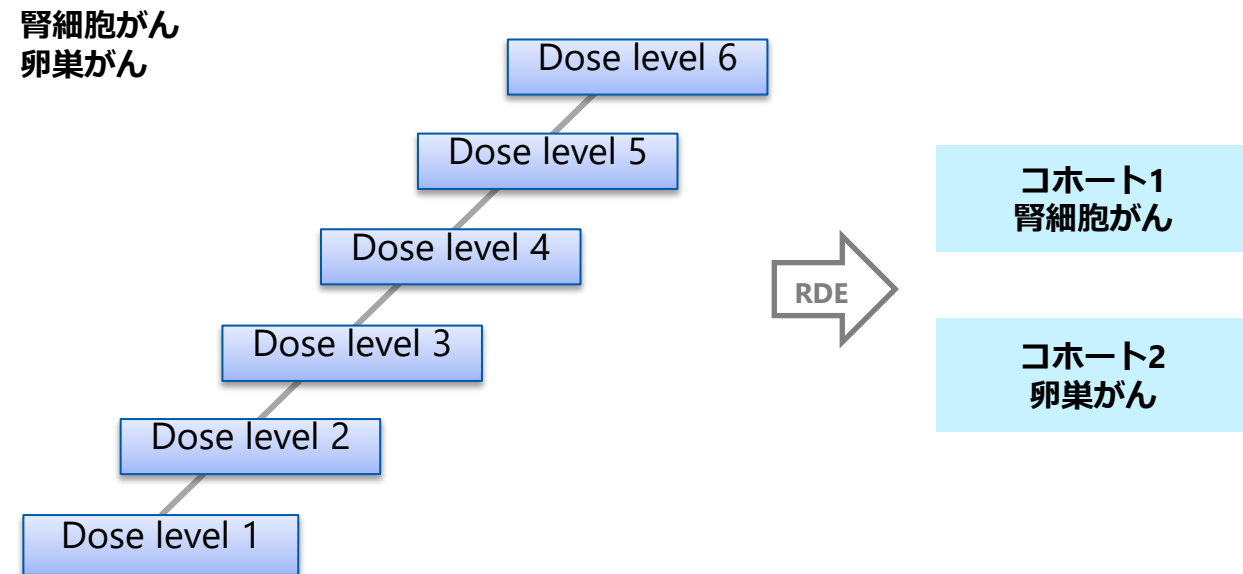 腎細胞がん
卵巣がん
Dose level 6
Dose level 5
Dose level 4
Dose level 3
Dose level 2
Dose level 1
RDE
コホート1
腎細胞がん
コホート2
卵巣がん